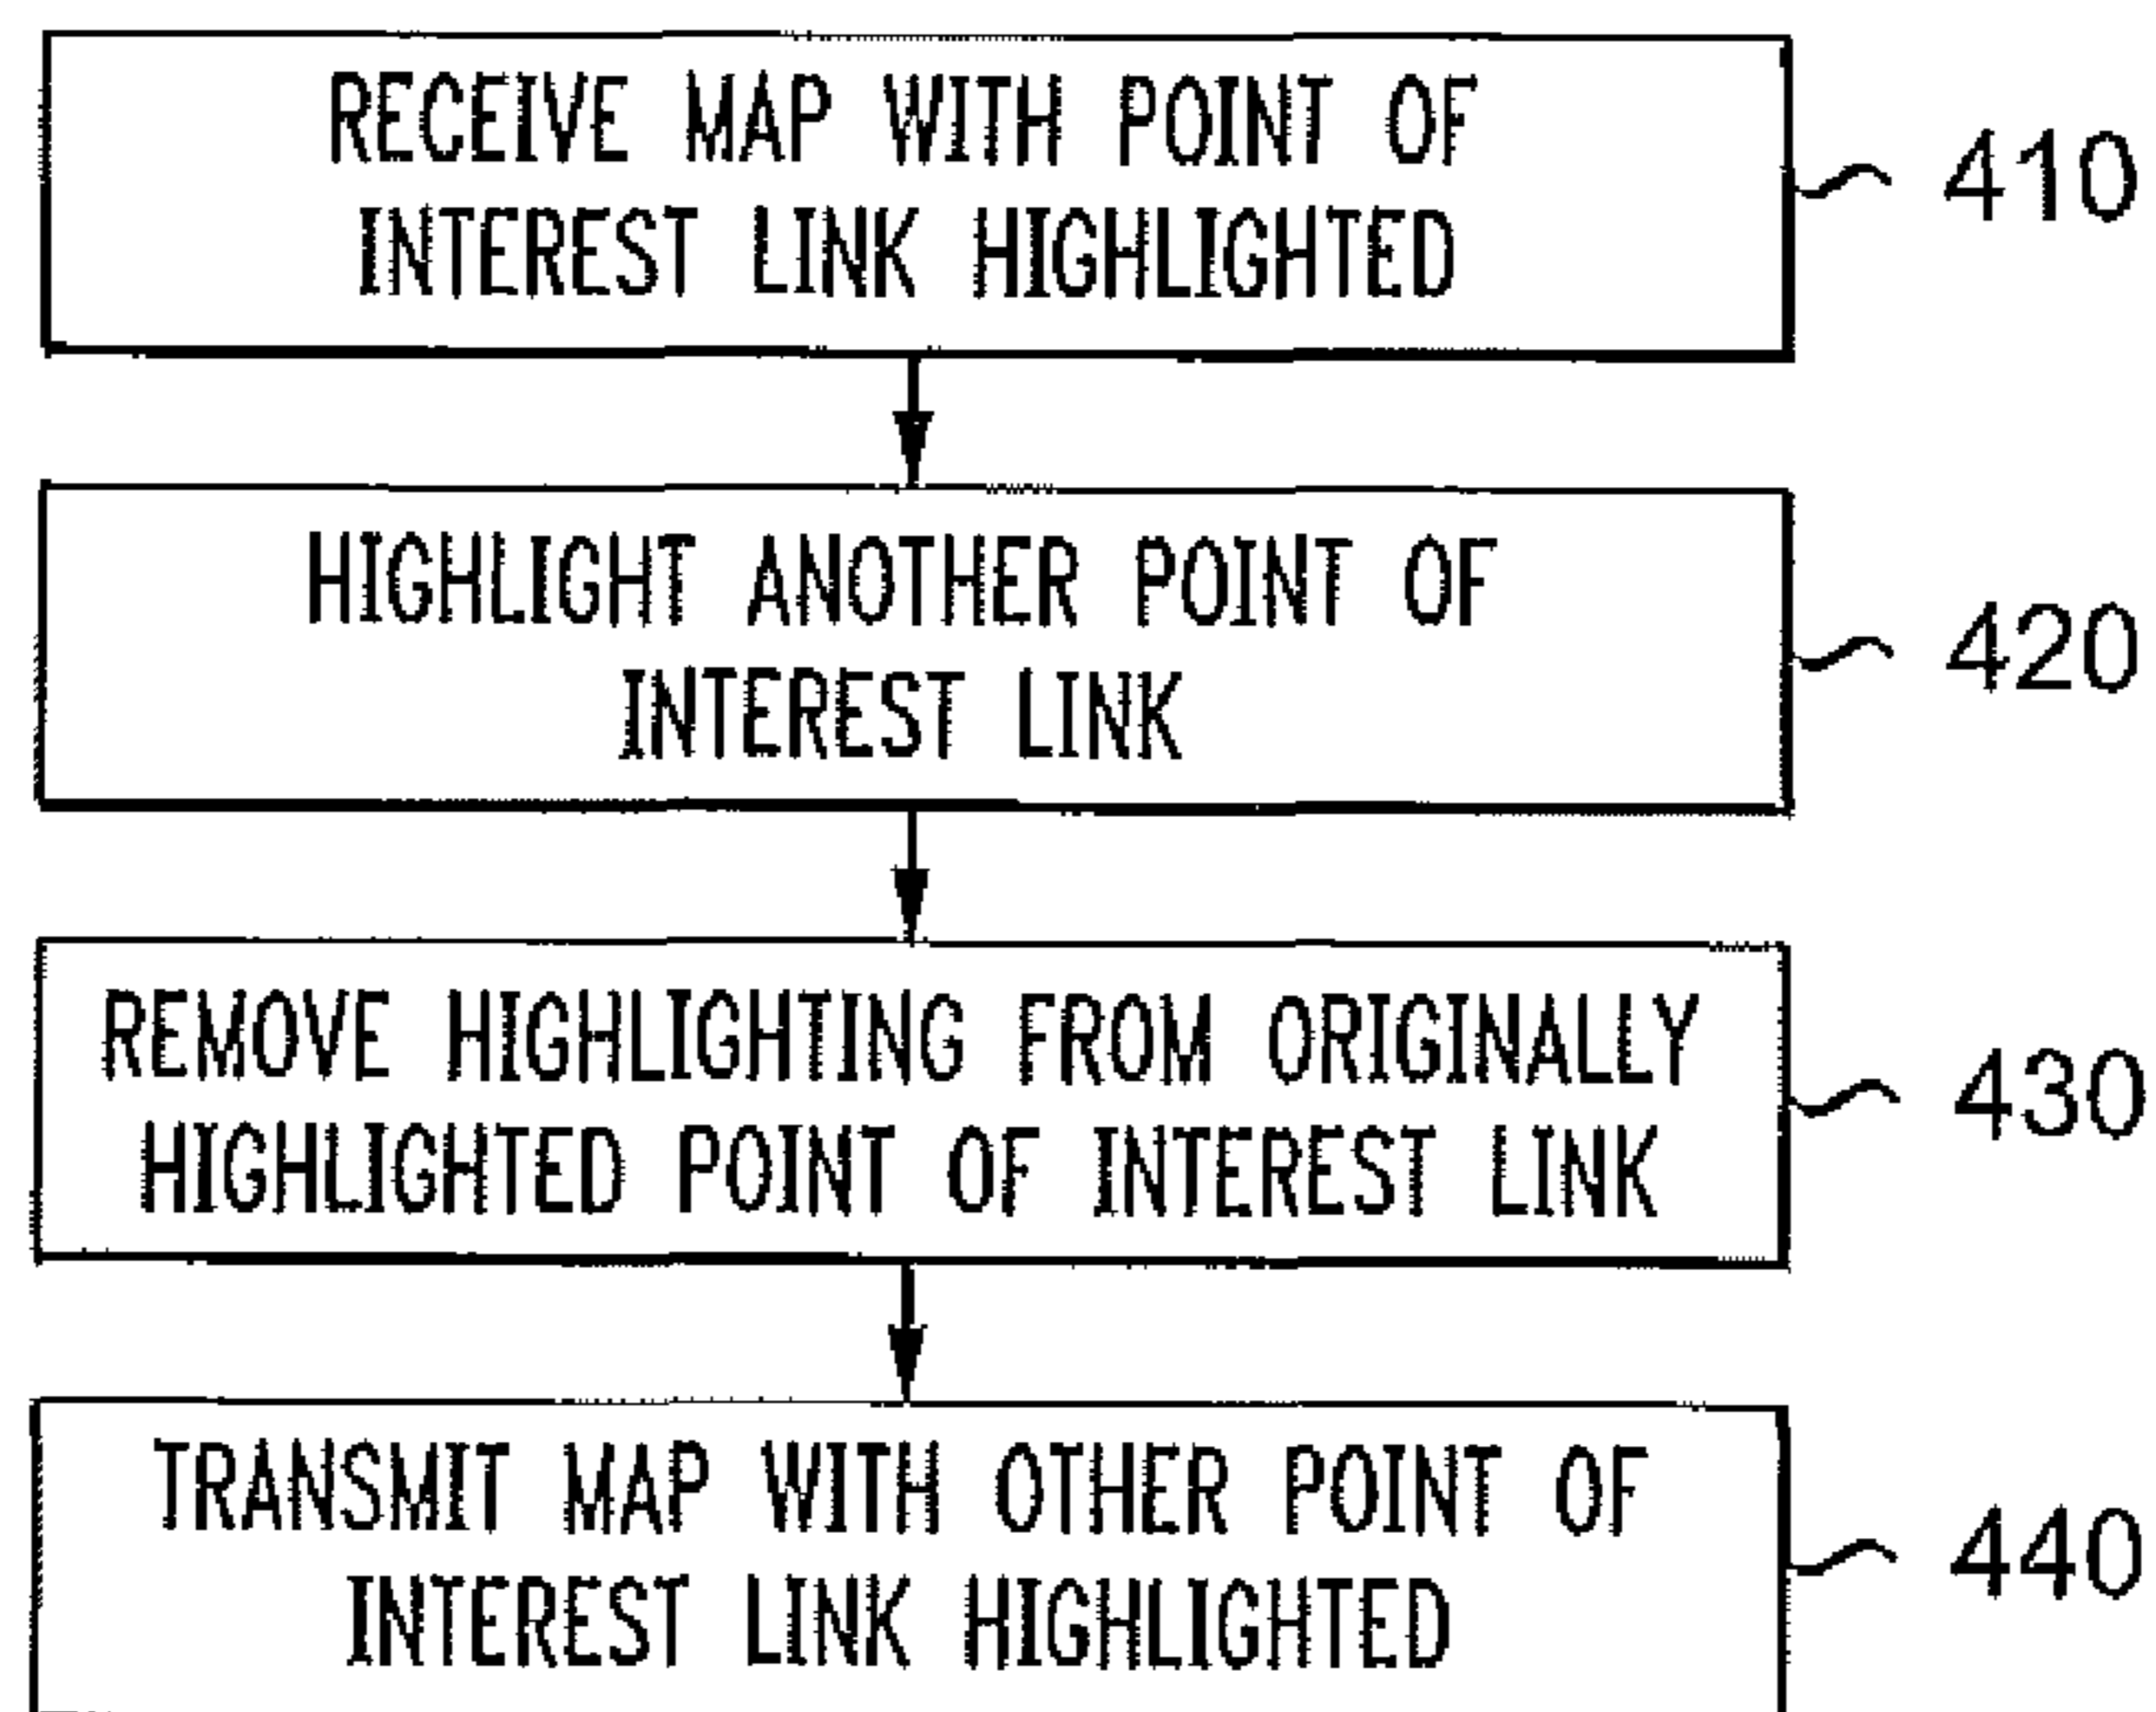 RECEIVE MAP WITH POINT OF
INTEREST LINK HIGHLIGHTED
410
HIGHLIGHT ANOTHER POINT OF
INTEREST LINK
420
REMOVE HIGHLIGHTING FROM ORIGINALLY
HIGHLIGHTED POINT OF INTEREST LINK
430
TRANSMIT MAP WITH OTHER POINT OF
INTEREST LINK HIGHLIGHTED
440